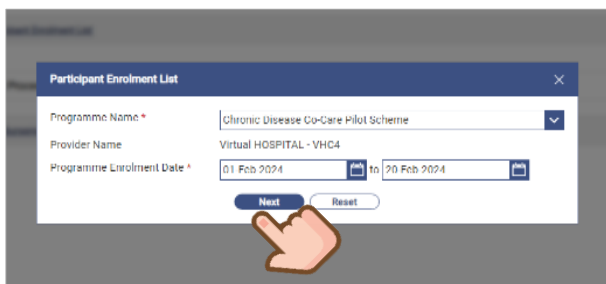 Participant Enrolment List
Programme Name *
Chronic Disease Co-Care Pilot Scheme
Provider Name
Virtual HOSPITAL - VHC4
Programme Enrolment Date *
01 Feb 2024 to 20 Feb 2024
Next Reset